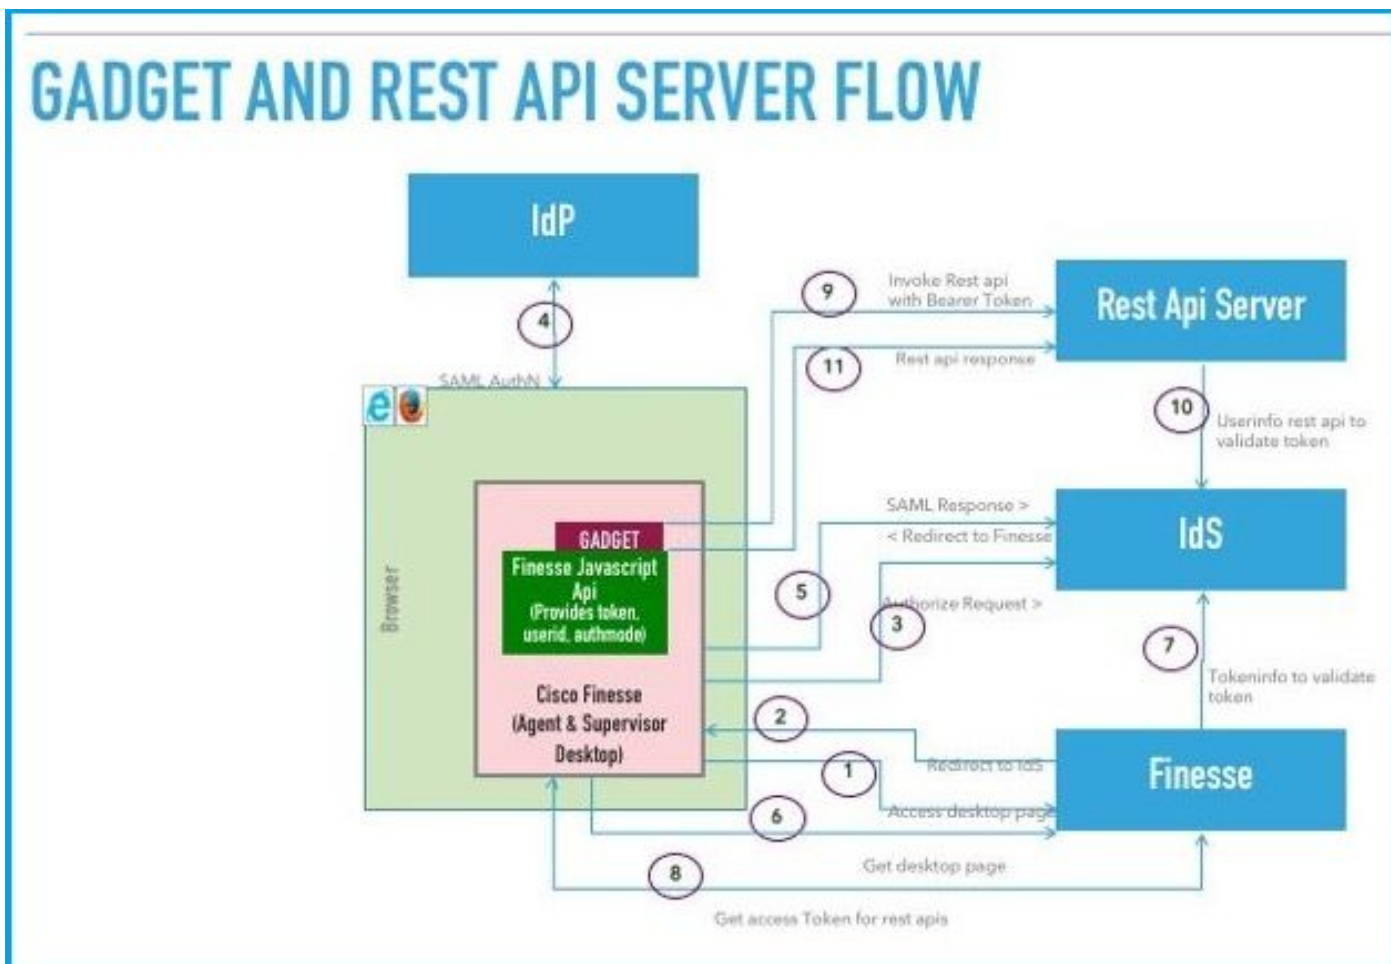 GADGET AND REST API SERVER FLOW
IdP
4
SAML AuthN
9
Invoke Rest api
with Bearer Token
Rest Api Server
11
Rest api response
10
Userinfo rest api to
validate token
Browser
GADGET
Finesse Javascript
Api
(Provides token,
userid, authmode)
Cisco Finesse
(Agent & Supervisor
Desktop)
SAML Response >
< Redirect to Finesse
IdS
5
Authorize Request >
3
7
Tokeninfo to validate
token
2
Redirect to IdS
1
Access desktop page
Finesse
6
Get desktop page
8
Get access Token for rest apis